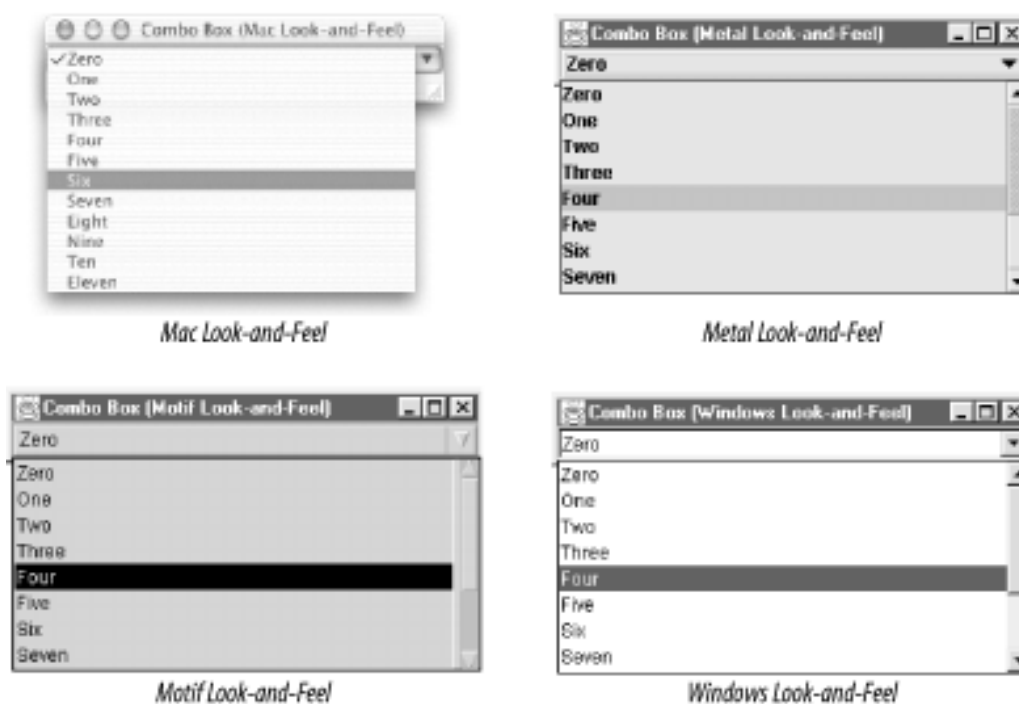 Combo Box (Mac Look-and-Feel)
✓Zero
One
Two
Three
Four
Five
Six
Seven
Eight
Nine
Ten
Eleven
Mac Look-and-Feel
Combo Box (Metal Look-and-Feel)
Zero
Zero
One
Two
Three
Four
Five
Six
Seven
Metal Look-and-Feel
Combo Box (Motif Look-and-Feel)
Zero
Zero
One
Two
Three
Four
Five
Six
Seven
Motif Look-and-Feel
Combo Box (Windows Look-and-Feel)
Zero
Zero
One
Two
Three
Four
Five
Six
Seven
Windows Look-and-Feel